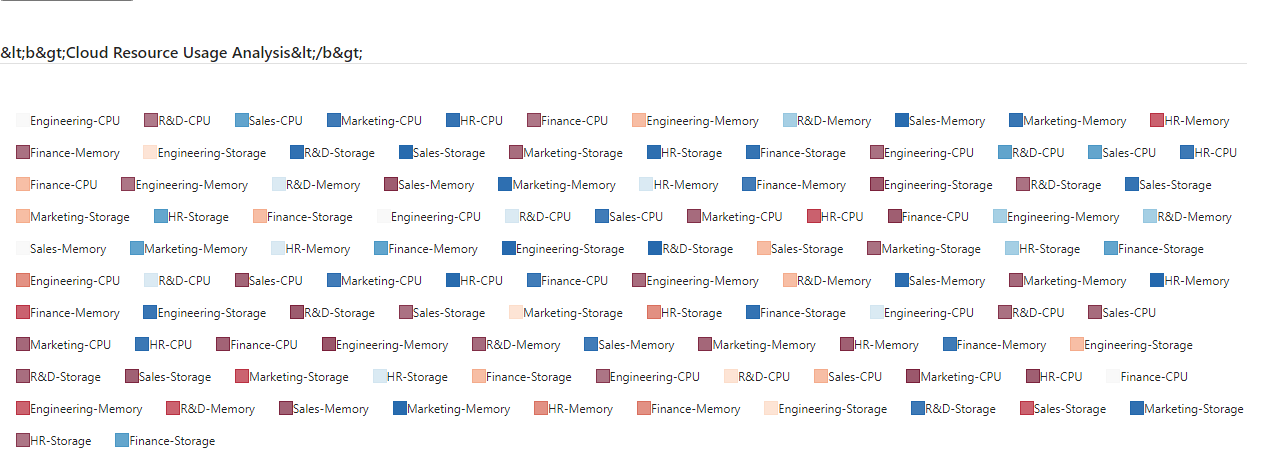 &lt;b&gt;Cloud Resource Usage Analysis&lt;/b&gt;
Engineering-CPU R&D-CPU Sales-CPU Marketing-CPU HR-CPU Finance-CPU Engineering-Memory R&D-Memory Sales-Memory Marketing-Memory HR-Memory
Finance-Memory Engineering-Storage R&D-Storage Sales-Storage Marketing-Storage HR-Storage Finance-Storage Engineering-CPU R&D-CPU Sales-CPU HR-CPU
Finance-CPU Engineering-Memory R&D-Memory Sales-Memory Marketing-Memory HR-Memory Finance-Memory Engineering-Storage R&D-Storage Sales-Storage
Marketing-Storage HR-Storage Finance-Storage Engineering-CPU R&D-CPU Sales-CPU Marketing-CPU HR-CPU Finance-CPU Engineering-Memory R&D-Memory
Sales-Memory Marketing-Memory HR-Memory Finance-Memory Engineering-Storage R&D-Storage Sales-Storage Marketing-Storage HR-Storage Finance-Storage
Engineering-CPU R&D-CPU Sales-CPU Marketing-CPU HR-CPU Finance-CPU Engineering-Memory R&D-Memory Sales-Memory Marketing-Memory HR-Memory
Finance-Memory Engineering-Storage R&D-Storage Sales-Storage Marketing-Storage HR-Storage Finance-Storage Engineering-CPU R&D-CPU Sales-CPU
Marketing-CPU HR-CPU Finance-CPU Engineering-Memory R&D-Memory Sales-Memory Marketing-Memory HR-Memory Finance-Memory Engineering-Storage
R&D-Storage Sales-Storage Marketing-Storage HR-Storage Finance-Storage Engineering-CPU R&D-CPU Sales-CPU Marketing-CPU HR-CPU Finance-CPU
Engineering-Memory R&D-Memory Sales-Memory Marketing-Memory HR-Memory Finance-Memory Engineering-Storage R&D-Storage Sales-Storage Marketing-Storage
HR-Storage Finance-Storage